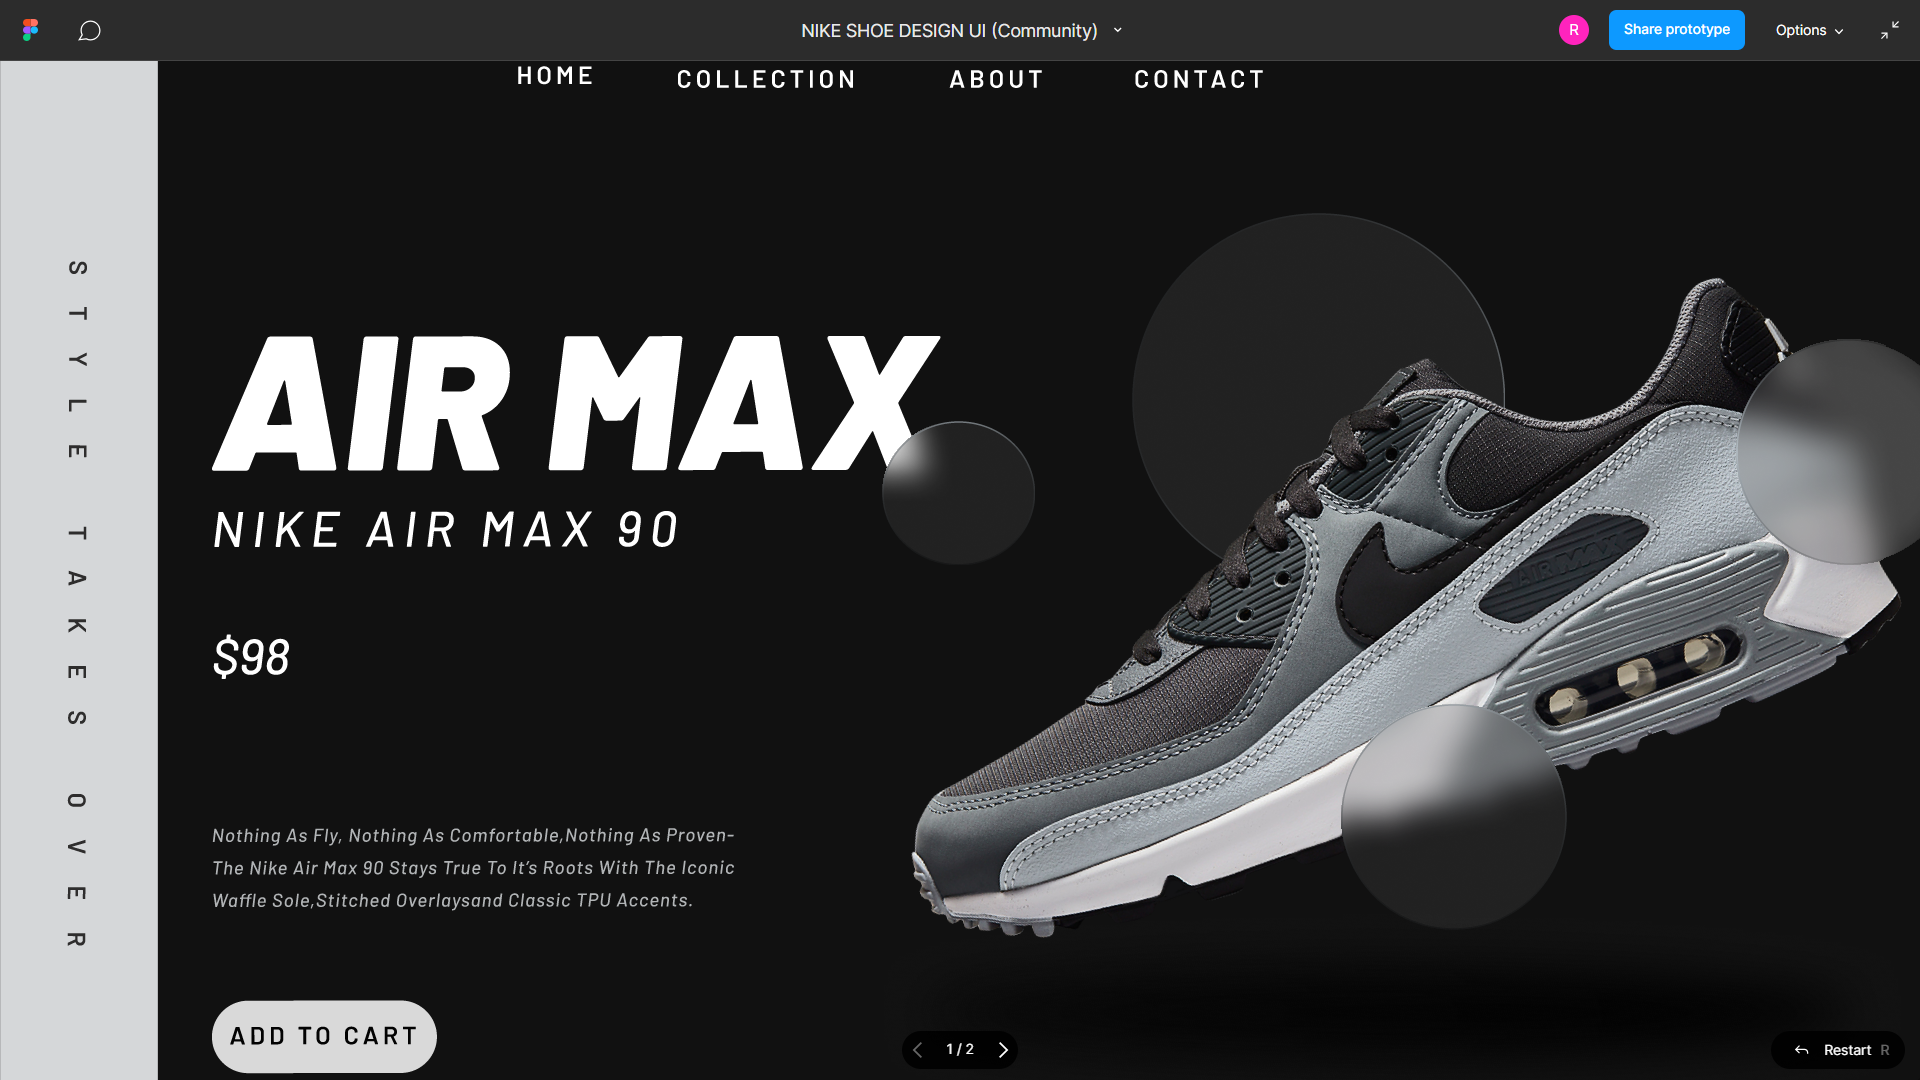 NIKE SHOE DESIGN UI (Community)
R
Share prototype
Options
HOME
COLLECTION
ABOUT
CONTACT
STYLE TAKES OVER
AIR MAX
NIKE AIR MAX 90
$98
Nothing As Fly, Nothing As Comfortable,Nothing As Proven-
The Nike Air Max 90 Stays True To It’s Roots With The Iconic
Waffle Sole,Stitched Overlaysand Classic TPU Accents.
ADD TO CART
AIR MAX
1 / 2
Restart R